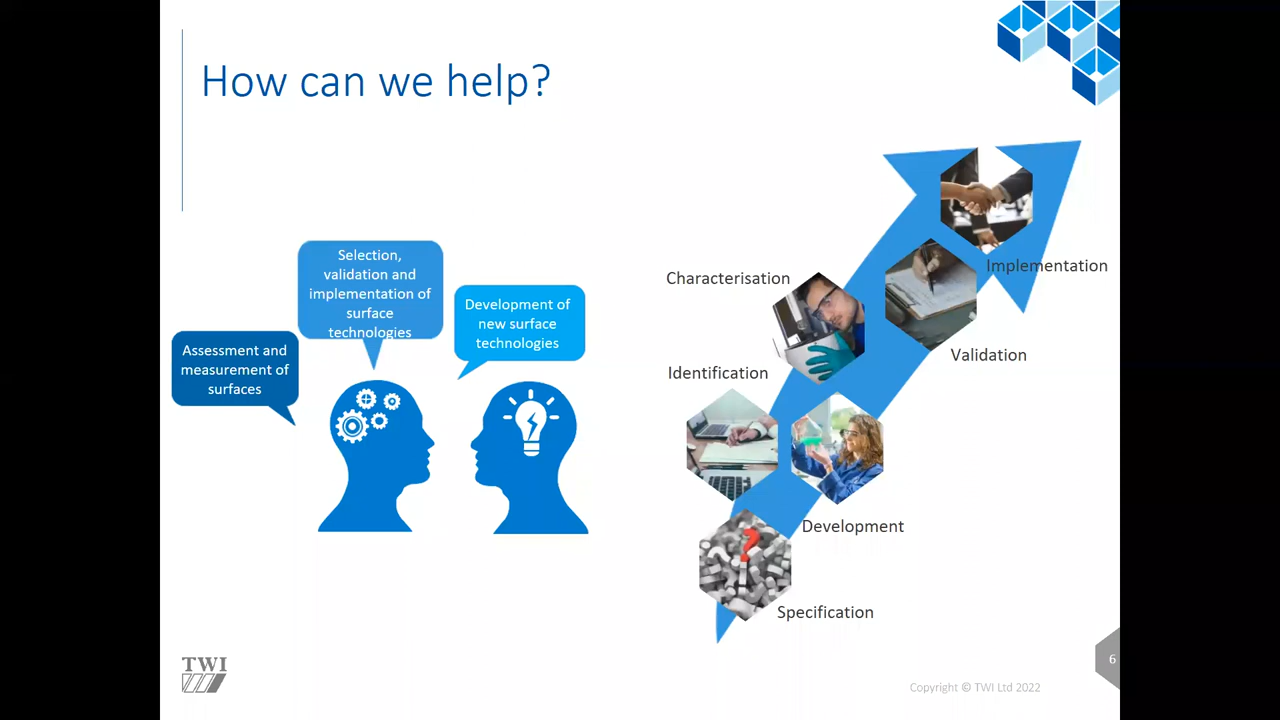 How can we help?
Selection,
validation and
implementation of
surface
technologies
Development of
new surface
technologies
Assessment and
measurement of
surfaces
Characterisation
Implementation
Validation
Identification
Development
Specification
TWI
Copyright © TWI Ltd 2022
6